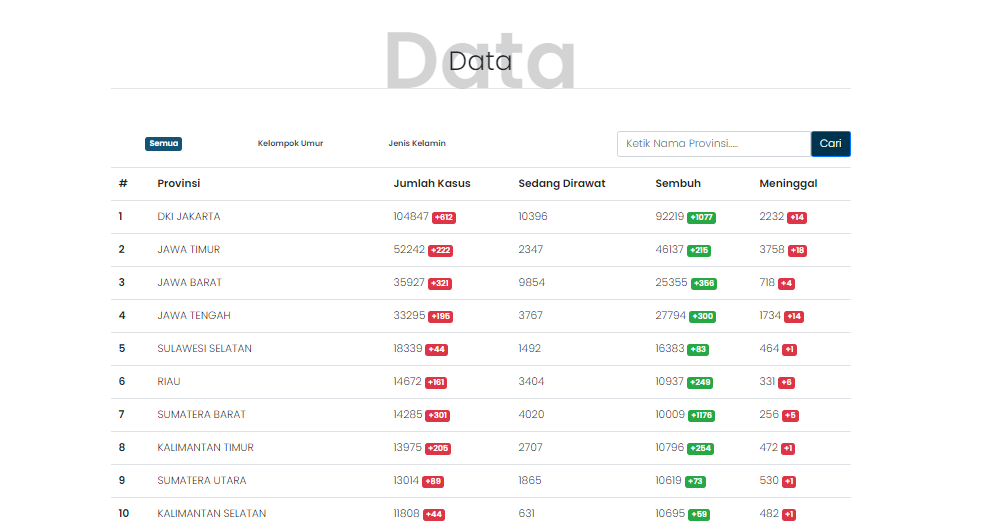 Data
Data
Semua Kelompok Umur Jenis Kelamin Ketik Nama Provinsi.... Cari
# Provinsi Jumlah Kasus Sedang Dirawat Sembuh Meninggal
1 DKI JAKARTA 104847 +612 10396 92219 +1077 2232 +14
2 JAWA TIMUR 52242 +222 2347 46137 +215 3758 +18
3 JAWA BARAT 35927 +321 9854 25355 +356 718 +4
4 JAWA TENGAH 33295 +195 3767 27794 +300 1734 +14
5 SULAWESI SELATAN 18339 +44 1492 16383 +83 464 +1
6 RIAU 14672 +161 3404 10937 +249 331 +6
7 SUMATERA BARAT 14285 +301 4020 10009 +1176 256 +5
8 KALIMANTAN TIMUR 13975 +205 2707 10796 +254 472 +1
9 SUMATERA UTARA 13014 +89 1865 10619 +73 530 +1
10 KALIMANTAN SELATAN 11808 +44 631 10695 +59 482 +1